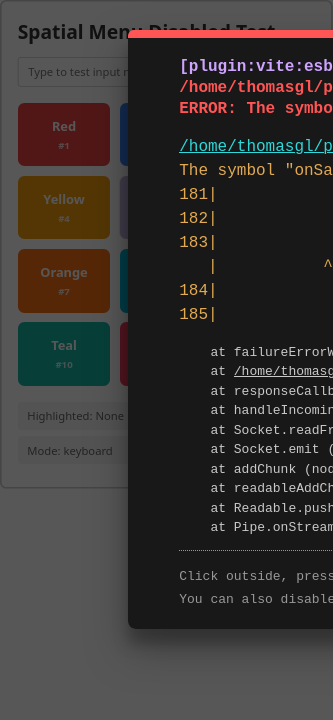 Spatial Menu Disabled Test
Type to test input
Red
#1
Yellow
#4
Orange
#7
Teal
#10
Highlighted: None
Mode: keyboard
[plugin:vite:esb
/home/thomasgl/p
ERROR: The symbo
/home/thomasgl/p
The symbol "onSa
181|
182|
183|
| ^
184|
185|
at failureErrorW
at /home/thomasg
at responseCallb
at handleIncomin
at Socket.readFr
at Socket.emit (
at addChunk (nod
at readableAddCh
at Readable.push
at Pipe.onStream
Click outside, press
You can also disable